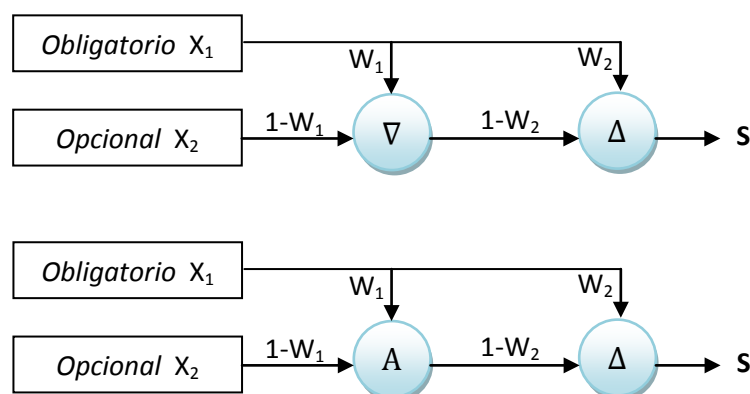 Obligatorio X₁
W₁ W₂
Opcional X₂ 1-W₁ ∇ 1-W₂ Δ S
Obligatorio X₁
W₁ W₂
Opcional X₂ 1-W₁ A 1-W₂ Δ S